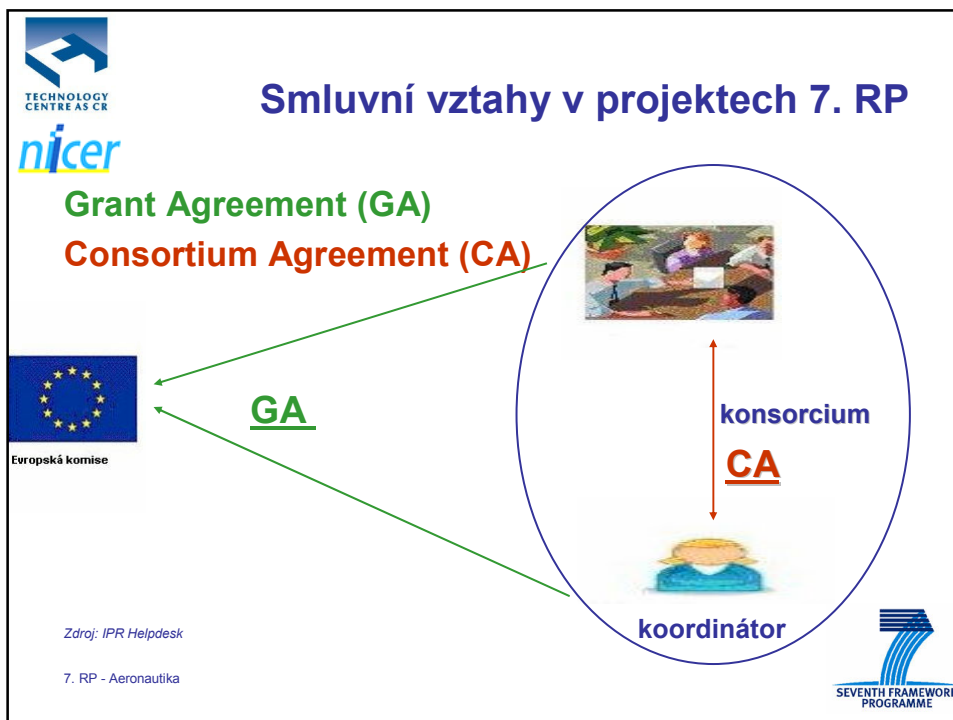 TECHNOLOGY
CENTRE AS CR
nicer
Smluvní vztahy v projektech 7. RP
Grant Agreement (GA)
Consortium Agreement (CA)
GA
Evropská komise
konsorcium
CA
koordinátor
Zdroj: IPR Helpdesk
7. RP - Aeronautika
7
SEVENTH FRAMEWORK
PROGRAMME